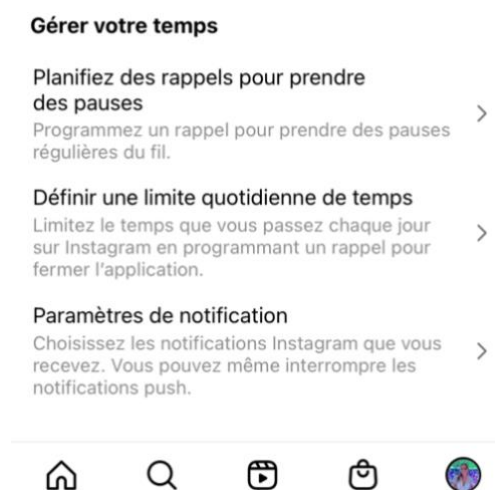 Gérer votre temps
Planifiez des rappels pour prendre
des pauses
Programmez un rappel pour prendre des pauses
régulières du fil.
Définir une limite quotidienne de temps
Limitez le temps que vous passez chaque jour
sur Instagram en programmant un rappel pour
fermer l'application.
Paramètres de notification
Choisissez les notifications Instagram que vous
recevez. Vous pouvez même interrompre les
notifications push.